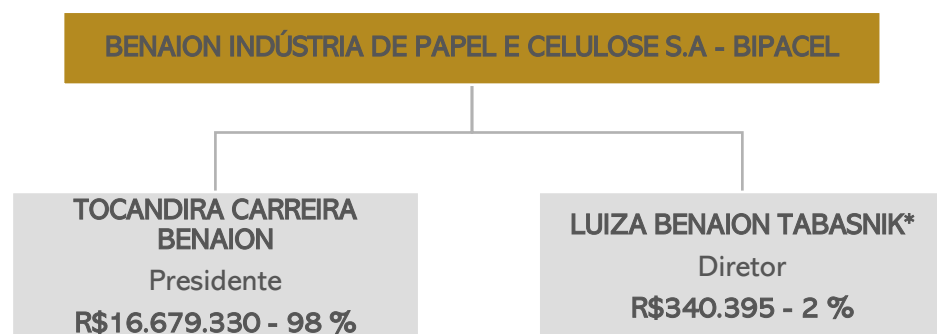 BENAION INDÚSTRIA DE PAPEL E CELULOSE S.A - BIPACEL
TOCANDIRA CARREIRA
BENAION
Presidente
R$16.679.330 - 98 %
LUIZA BENAION TABASNIK*
Diretor
R$340.395 - 2 %